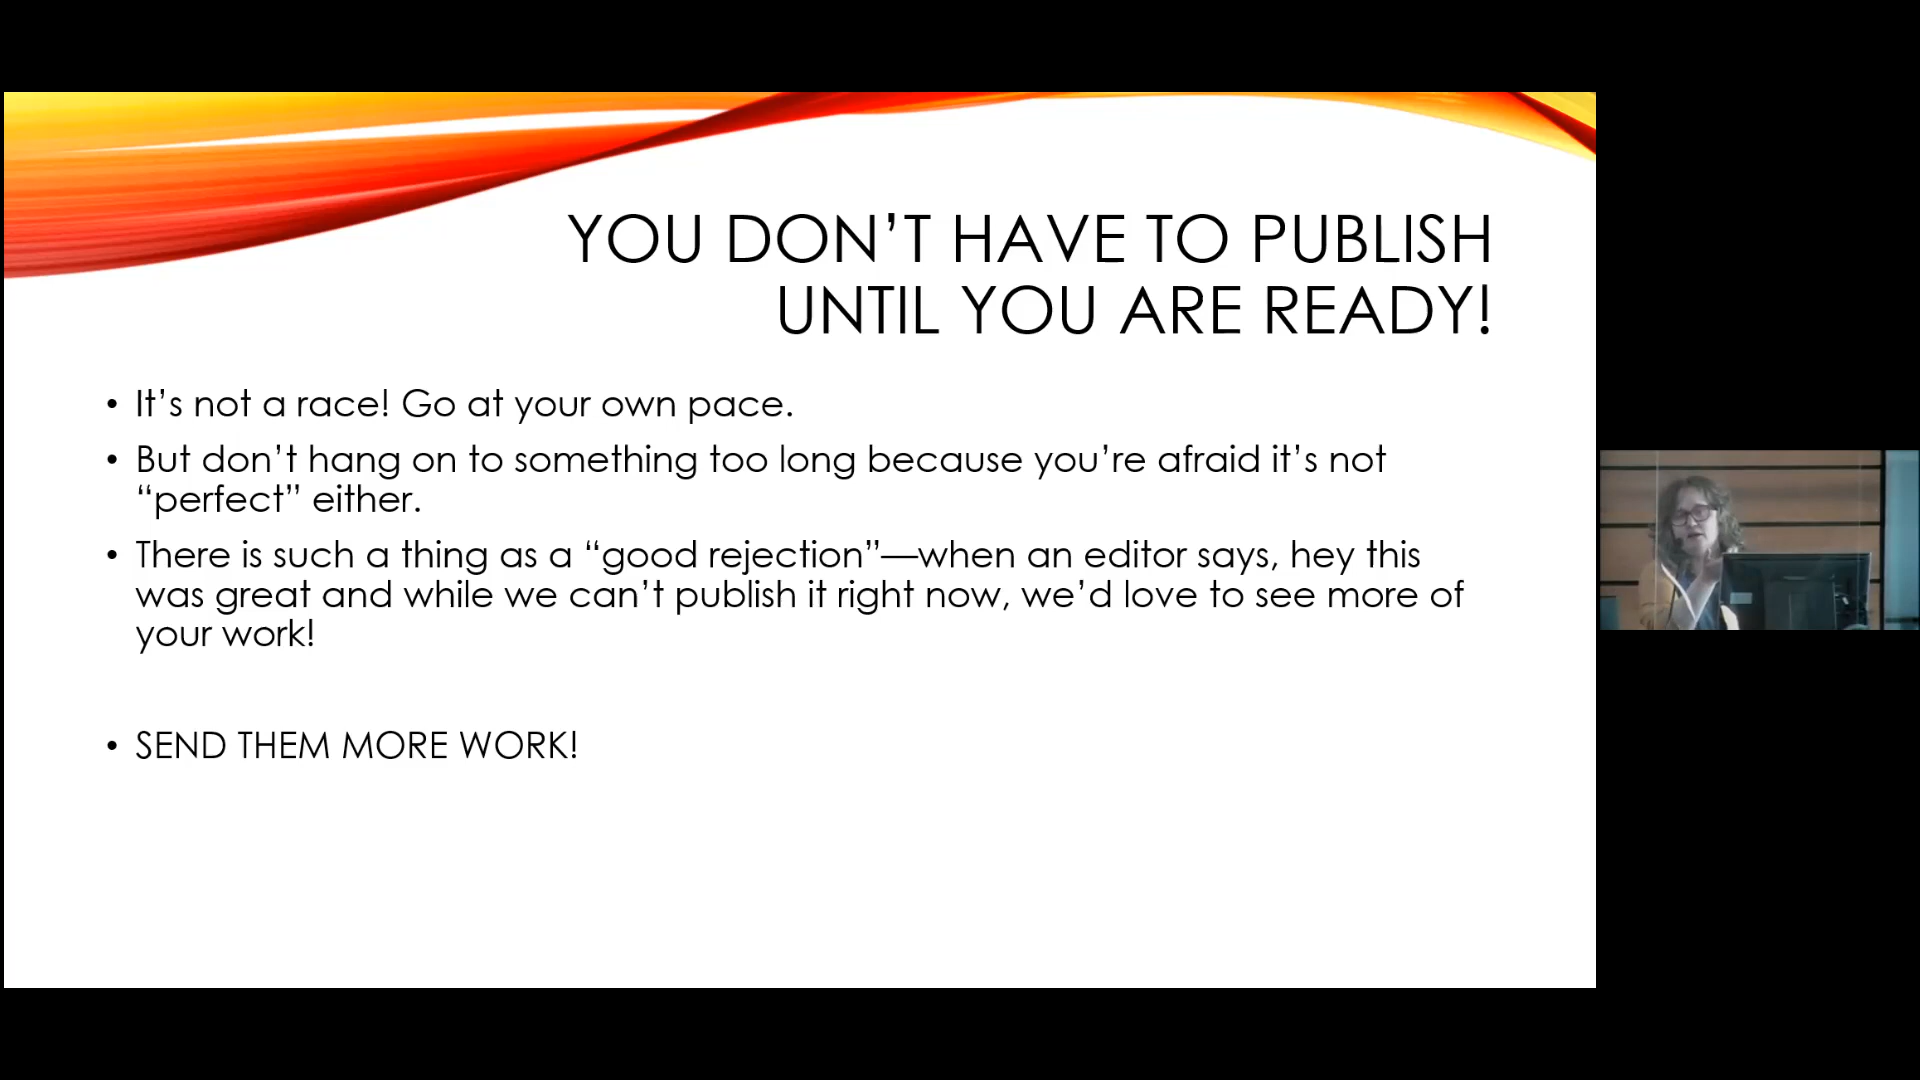 YOU DON’T HAVE TO PUBLISH
UNTIL YOU ARE READY!
• It’s not a race! Go at your own pace.
• But don’t hang on to something too long because you’re afraid it’s not
“perfect” either.
• There is such a thing as a “good rejection”—when an editor says, hey this
was great and while we can’t publish it right now, we’d love to see more of
your work!
• SEND THEM MORE WORK!